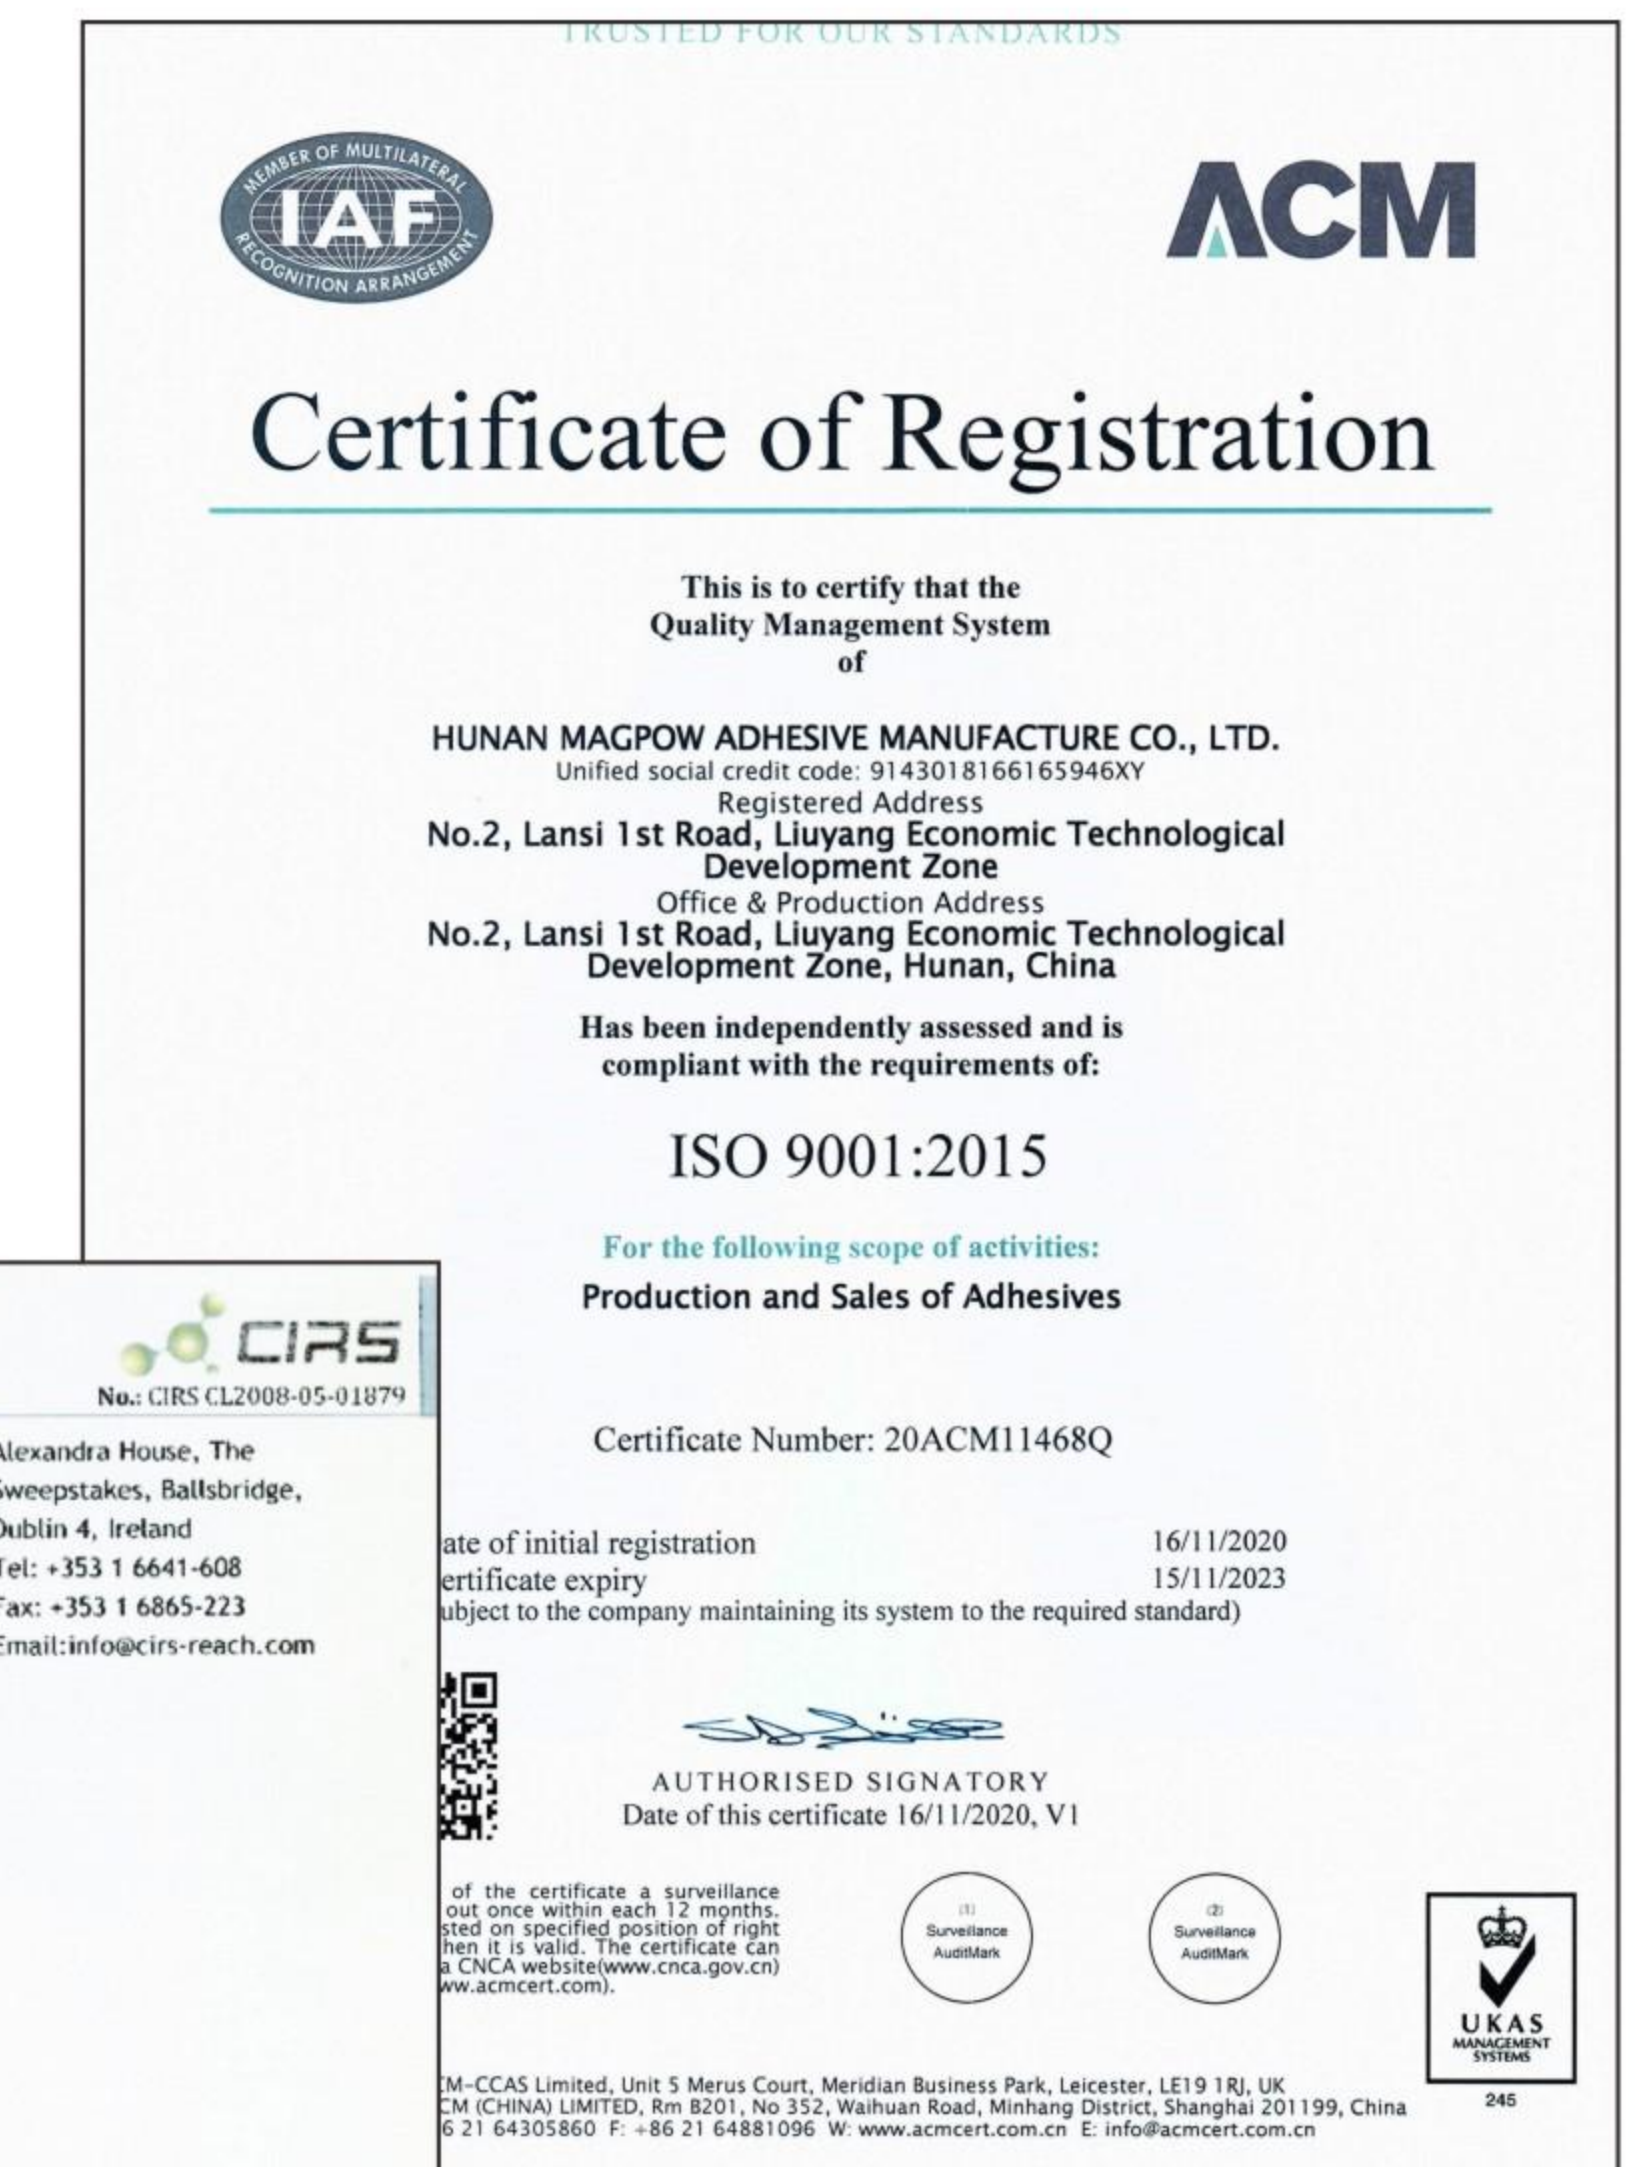 TRUSTED FOR OUR STANDARDS
MEMBER OF MULTILATERAL
IAF
RECOGNITION ARRANGEMENT
ACM
Certificate of Registration
This is to certify that the
Quality Management System
of
HUNAN MAGPOW ADHESIVE MANUFACTURE CO., LTD.
Unified social credit code: 9143018166165946XY
Registered Address
No.2, Lansi 1st Road, Liuyang Economic Technological
Development Zone
Office & Production Address
No.2, Lansi 1st Road, Liuyang Economic Technological
Development Zone, Hunan, China
Has been independently assessed and is
compliant with the requirements of:
ISO 9001:2015
For the following scope of activities:
Production and Sales of Adhesives
Certificate Number: 20ACM11468Q
ate of initial registration 16/11/2020
ertificate expiry 15/11/2023
ubject to the company maintaining its system to the required standard)
AUTHORISED SIGNATORY
Date of this certificate 16/11/2020, V1
of the certificate a surveillance
out once within each 12 months.
sted on specified position of right
hen it is valid. The certificate can
a CNCA website(www.cnca.gov.cn)
ww.acmcert.com).
(1)
Surveillance
AuditMark
(2)
Surveillance
AuditMark
UKAS
MANAGEMENT
SYSTEMS
245
CM-CCAS Limited, Unit 5 Merus Court, Meridian Business Park, Leicester, LE19 1RJ, UK
CM (CHINA) LIMITED, Rm B201, No 352, Waihuan Road, Minhang District, Shanghai 201199, China
6 21 64305860 F: +86 21 64881096 W: www.acmcert.com.cn E: info@acmcert.com.cn
CIRS
No.: CIRS CL2008-05-01879
Alexandra House, The
Sweepstakes, Ballsbridge,
Dublin 4, Ireland
Tel: +353 1 6641-608
Fax: +353 1 6865-223
Email:info@cirs-reach.com